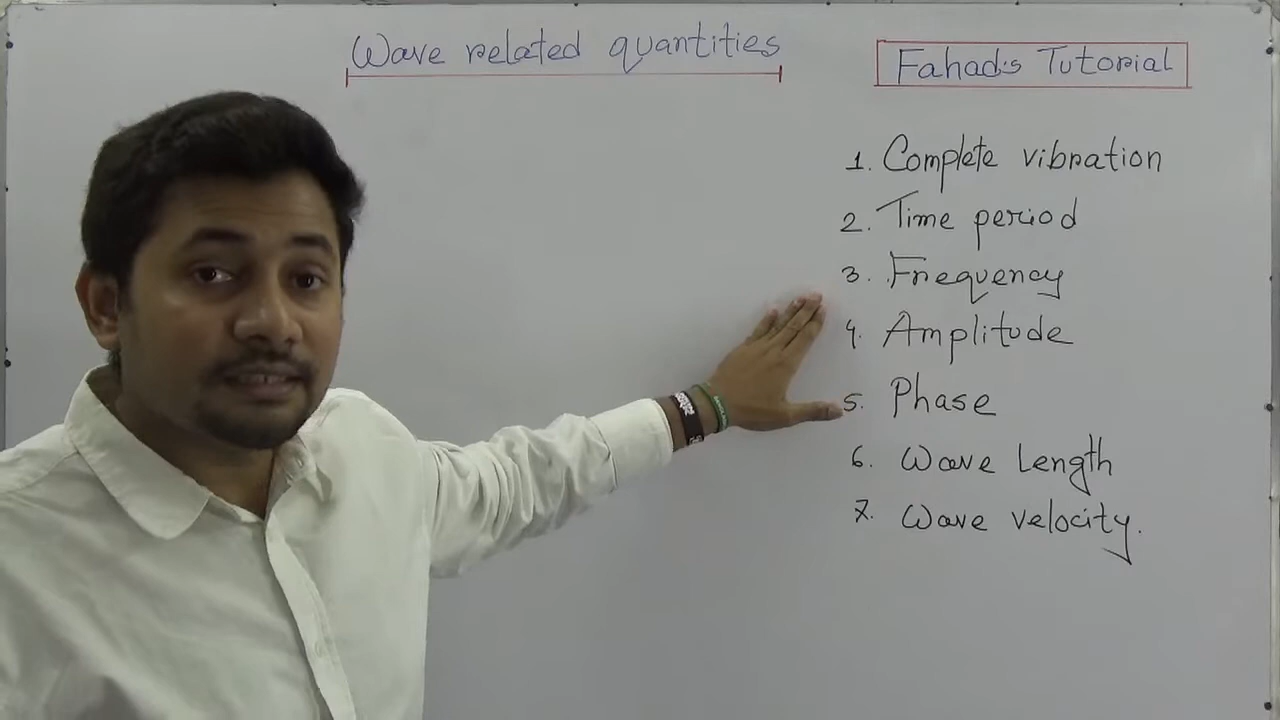 Wave related quantities
Fahad's Tutorial
1. Complete vibration
2. Time period
3. Frequency
4. Amplitude
5. Phase
6. Wave Length
7. Wave velocity.